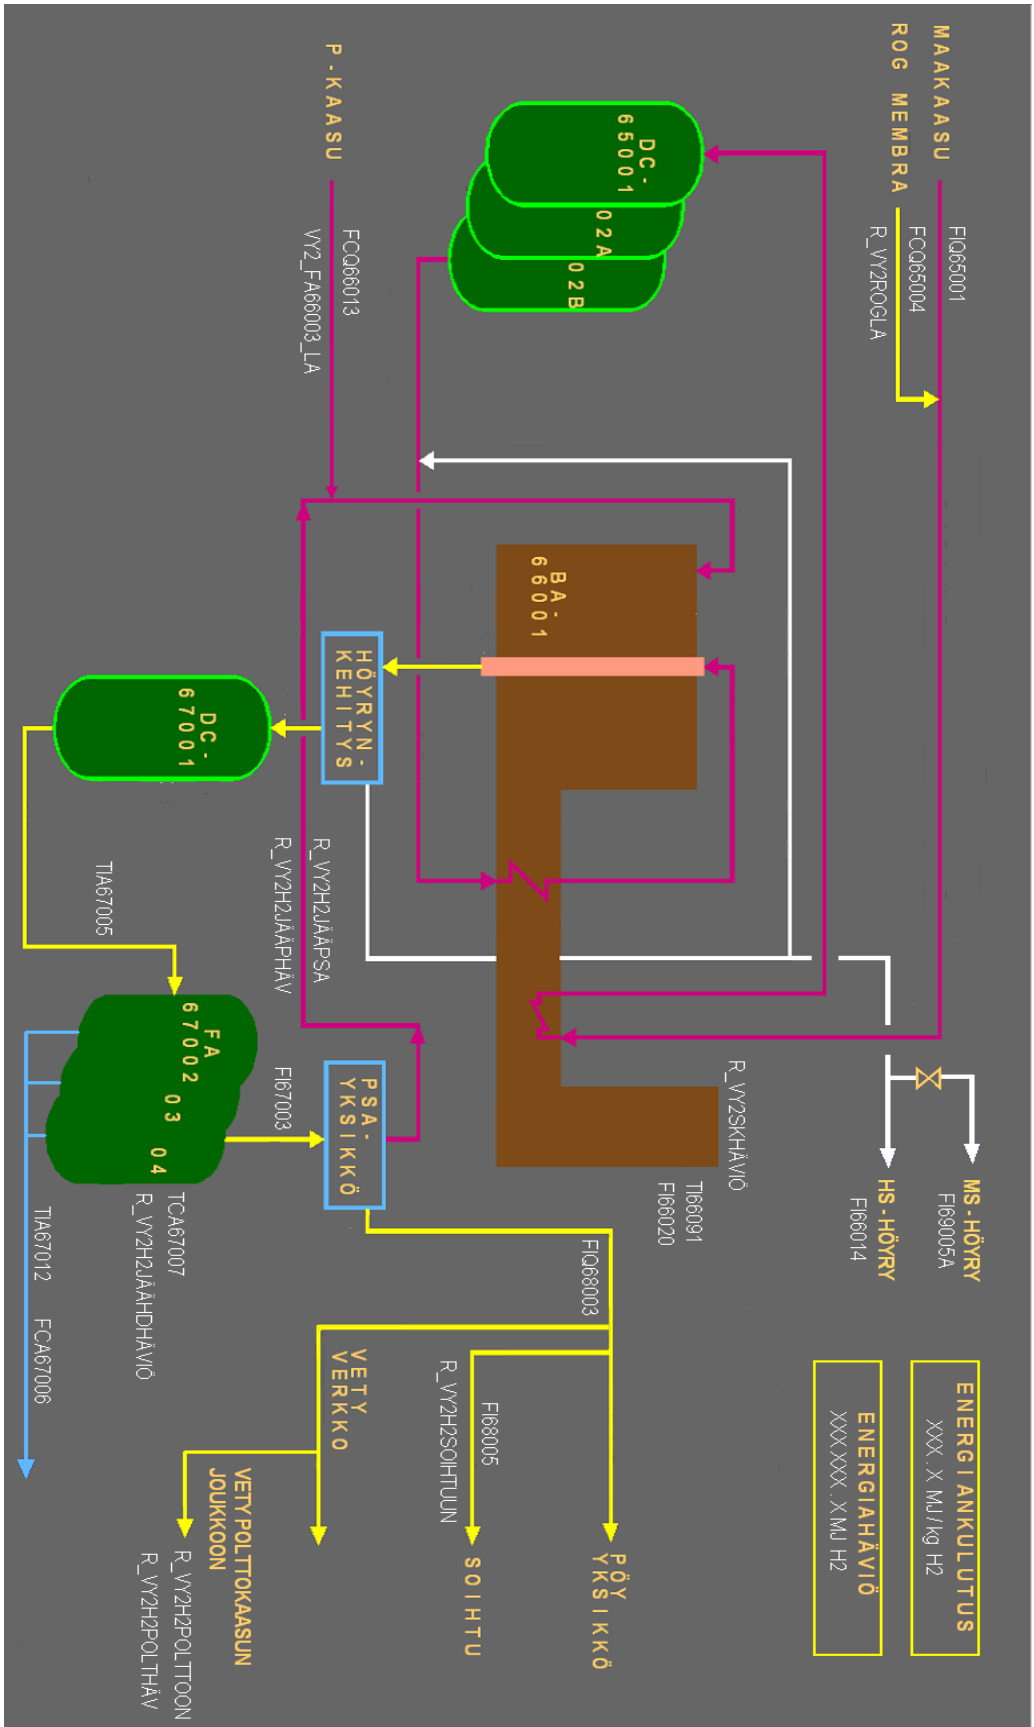 MAAKAASU
FIQ65001
ROG MEMBRA
FCQ65004
R_VY2ROGLA
DC-
65001
02A
02B
P-KAASU
FCQ66013
VY2_FA66003_LA
BA-
66001
HÖYRYN-
KEHITYS
DC-
67001
R_VY2H2JÄÄPSA
R_VY2H2JÄÄPHÄV
TIA67005
FA
67002 03 04
FI67003
PSA-
YKSIKKÖ
R_VY2SKHÄVIÖ
TI66091
FI66020
MS-HÖYRY
FI69005A
HS-HÖYRY
FI66014
TCA67007
R_VY2H2JÄÄHDHÄVIÖ
TIA67012
FCA67006
FIQ68003
VETY
VERKKO
FI68005
R_VY2H2SOIHTUUN
ENERGIANKULUTUS
XXX.X MJ/kg H2
ENERGIAHÄVIÖ
XXXXXX.X MJ H2
PÖY
YKSIKKÖ
SOIHTU
VETYPOLTTOKAASUN
JOUKKOON
R_VY2H2POLTTOON
R_VY2H2POLTHÄV